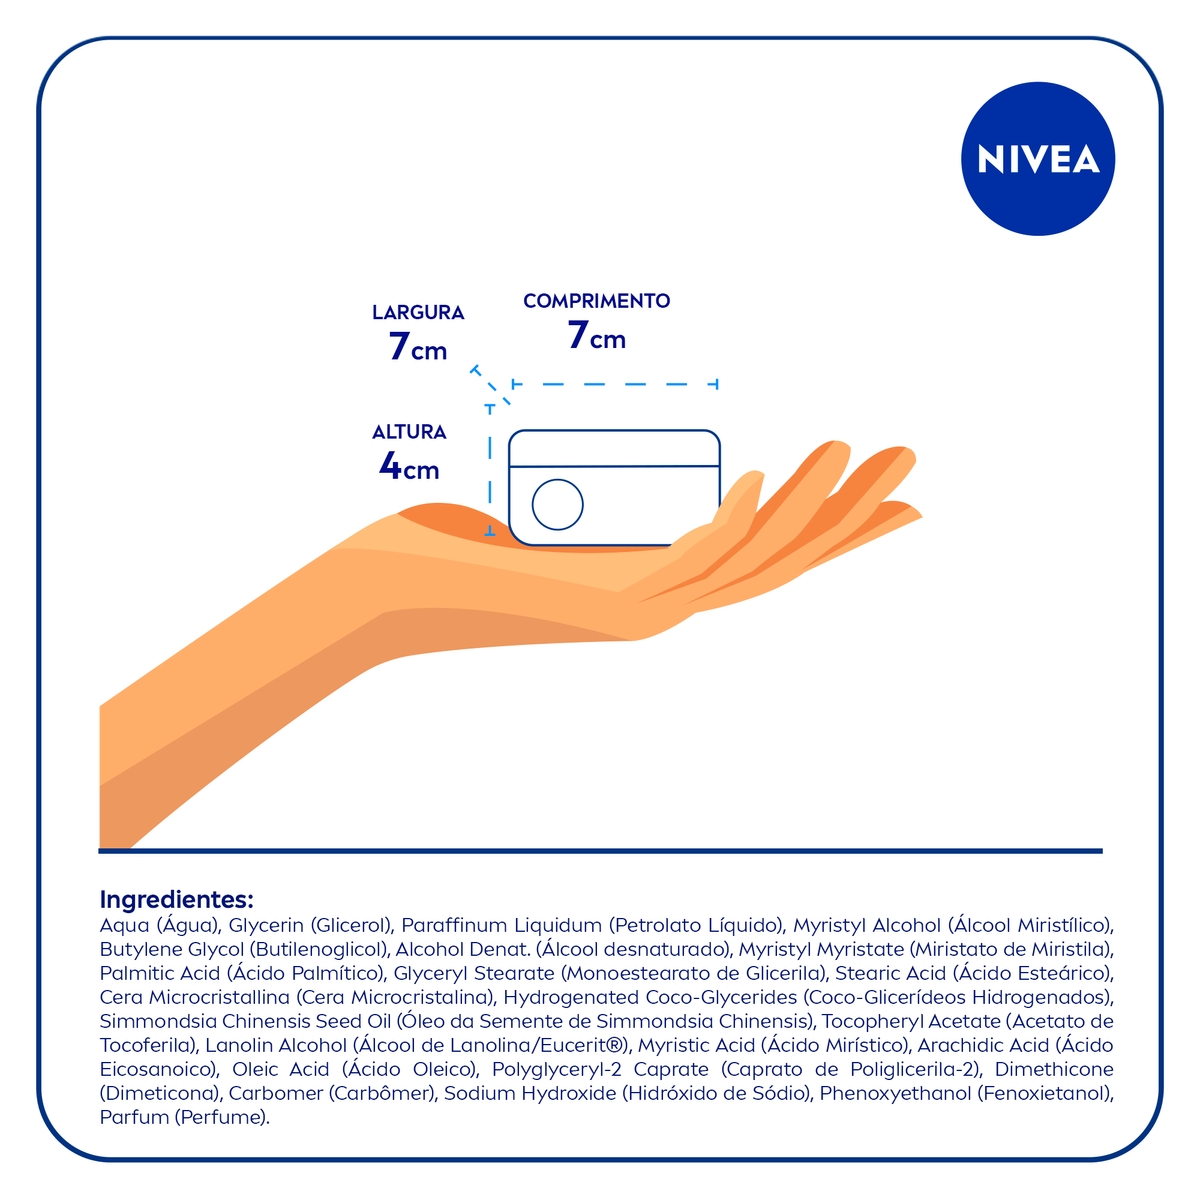 NIVEA
LARGURA
7cm
COMPRIMENTO
7cm
ALTURA
4cm
Ingredientes:
Aqua (Água), Glycerin (Glicerol), Paraffinum Liquidum (Petrolato Líquido), Myristyl Alcohol (Álcool Miristílico),
Butylene Glycol (Butilenoglicol), Alcohol Denat. (Álcool desnaturado), Myristyl Myristate (Miristato de Miristila),
Palmitic Acid (Ácido Palmítico), Glyceryl Stearate (Monoestearato de Glicerila), Stearic Acid (Ácido Esteárico),
Cera Microcristallina (Cera Microcristalina), Hydrogenated Coco-Glycerides (Coco-Glicerídeos Hidrogenados),
Simmondsia Chinensis Seed Oil (Óleo da Semente de Simmondsia Chinensis), Tocopheryl Acetate (Acetato de
Tocoferila), Lanolin Alcohol (Álcool de Lanolina/Eucerit®), Myristic Acid (Ácido Mirístico), Arachidic Acid (Ácido
Eicosanoico), Oleic Acid (Ácido Oleico), Polyglyceryl-2 Caprate (Caprato de Poliglicerila-2), Dimethicone
(Dimeticona), Carbomer (Carbômer), Sodium Hydroxide (Hidróxido de Sódio), Phenoxyethanol (Fenoxietanol),
Parfum (Perfume).